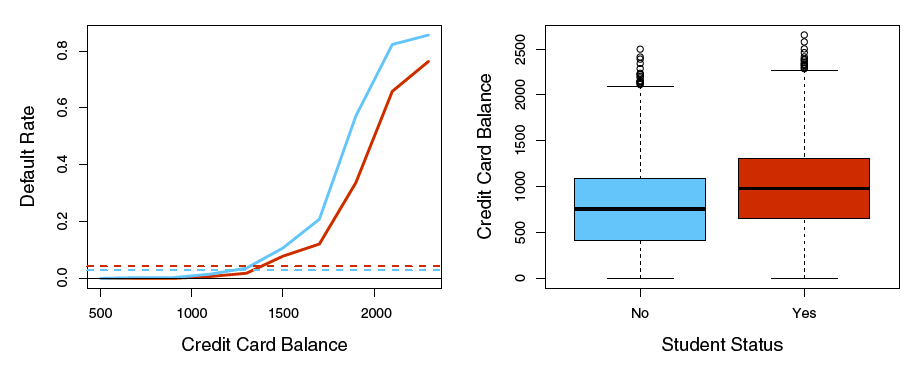 Default Rate
0.0
0.2
0.4
0.6
0.8
500
1000
1500
2000
Credit Card Balance
Credit Card Balance
0
500
1000
1500
2000
2500
No
Yes
Student Status